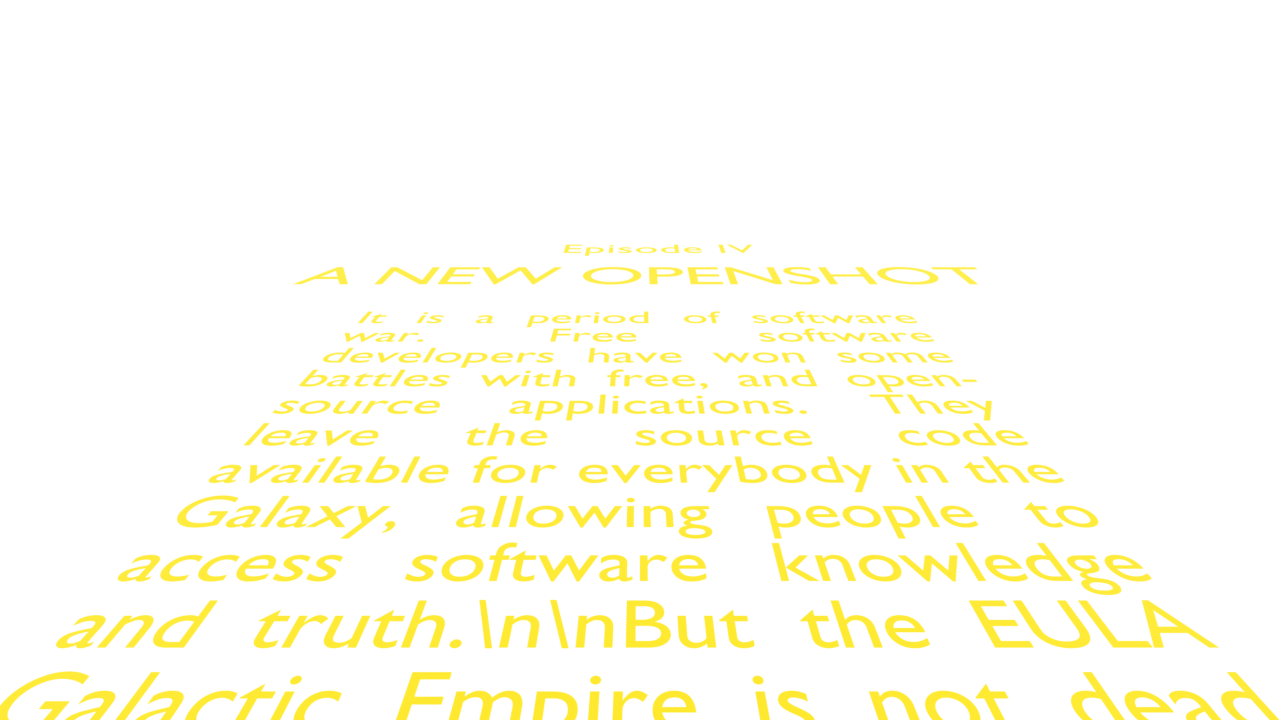 Episode IV
A NEW OPENSHOT
It is a period of software
war. Free software
developers have won some
battles with free, and open-
source applications. They
leave the source code
available for everybody in the
Galaxy, allowing people to
access software knowledge
and truth.\n\nBut the EULA
Galactic Empire is not dead